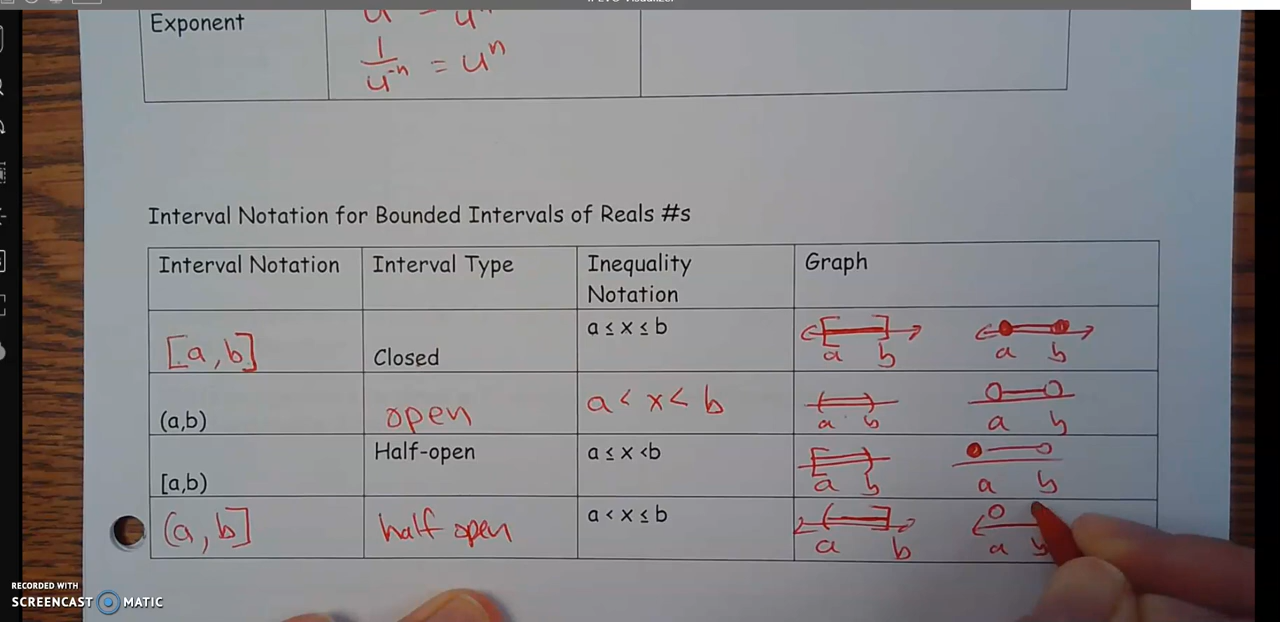 Exponent
1/u^-n = u^n
Interval Notation for Bounded Intervals of Reals #s
Interval Notation Interval Type Inequality Notation Graph
[a,b] Closed a ≤ x ≤ b a b a b
(a,b) open a < x < b a b a b
[a,b) Half-open a ≤ x <b a b a b
(a,b] half open a < x ≤ b a b a b
RECORDED WITH
SCREENCAST MATIC